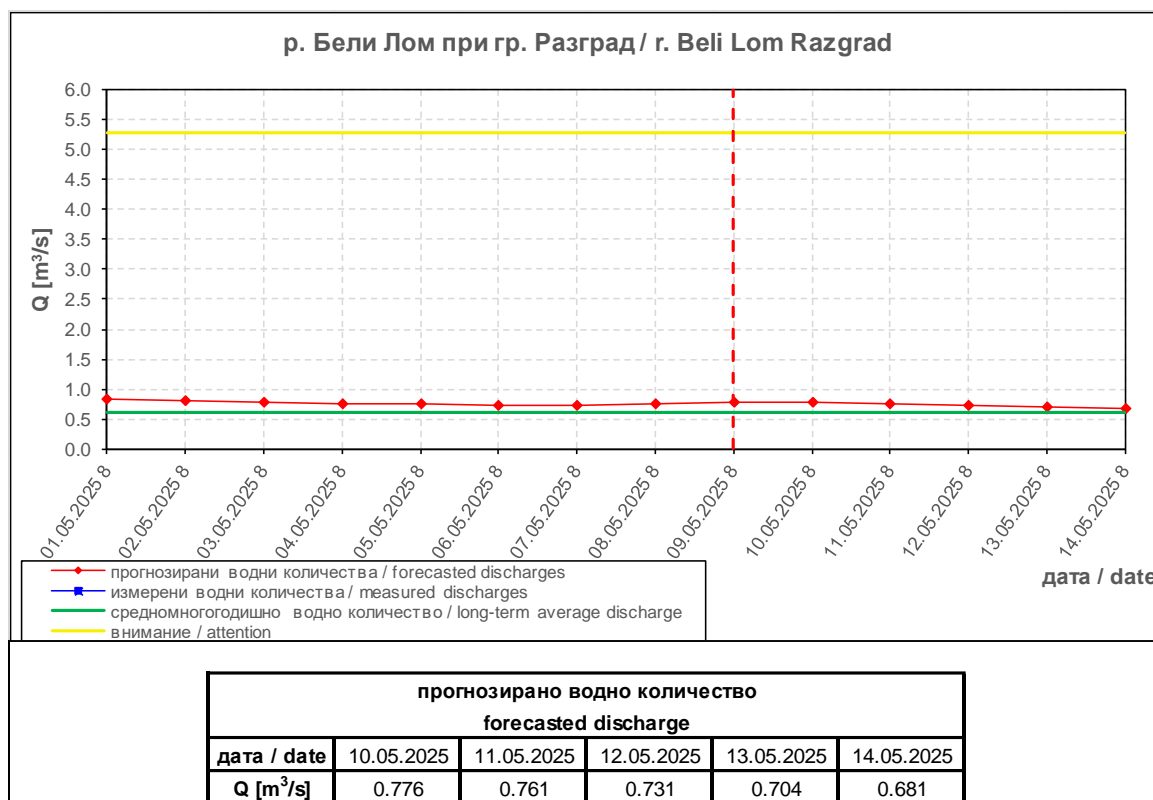 р. Бели Лом при гр. Разград / r. Beli Lom Razgrad
Q [m³/s]
6.0
5.5
5.0
4.5
4.0
3.5
3.0
2.5
2.0
1.5
1.0
0.5
0.0
01.05.2025 8
02.05.2025 8
03.05.2025 8
04.05.2025 8
05.05.2025 8
06.05.2025 8
07.05.2025 8
08.05.2025 8
09.05.2025 8
10.05.2025 8
11.05.2025 8
12.05.2025 8
13.05.2025 8
14.05.2025 8
дата / date
прогнозирани водни количества / forecasted discharges
измерени водни количества / measured discharges
средномногогодишно водно количество / long-term average discharge
внимание / attention
прогнозирано водно количество
forecasted discharge
дата / date 10.05.2025 11.05.2025 12.05.2025 13.05.2025 14.05.2025
Q [m³/s] 0.776 0.761 0.731 0.704 0.681